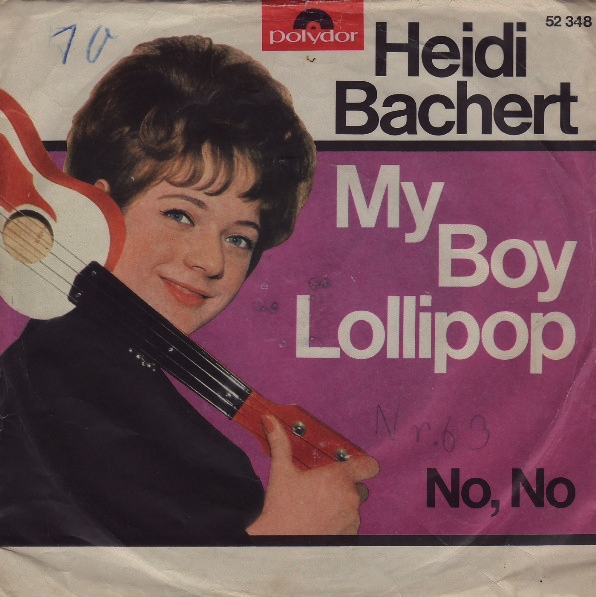 70
polydor
52 348
Heidi
Bachert
My
Boy
Lollipop
Nr. 63
No, No